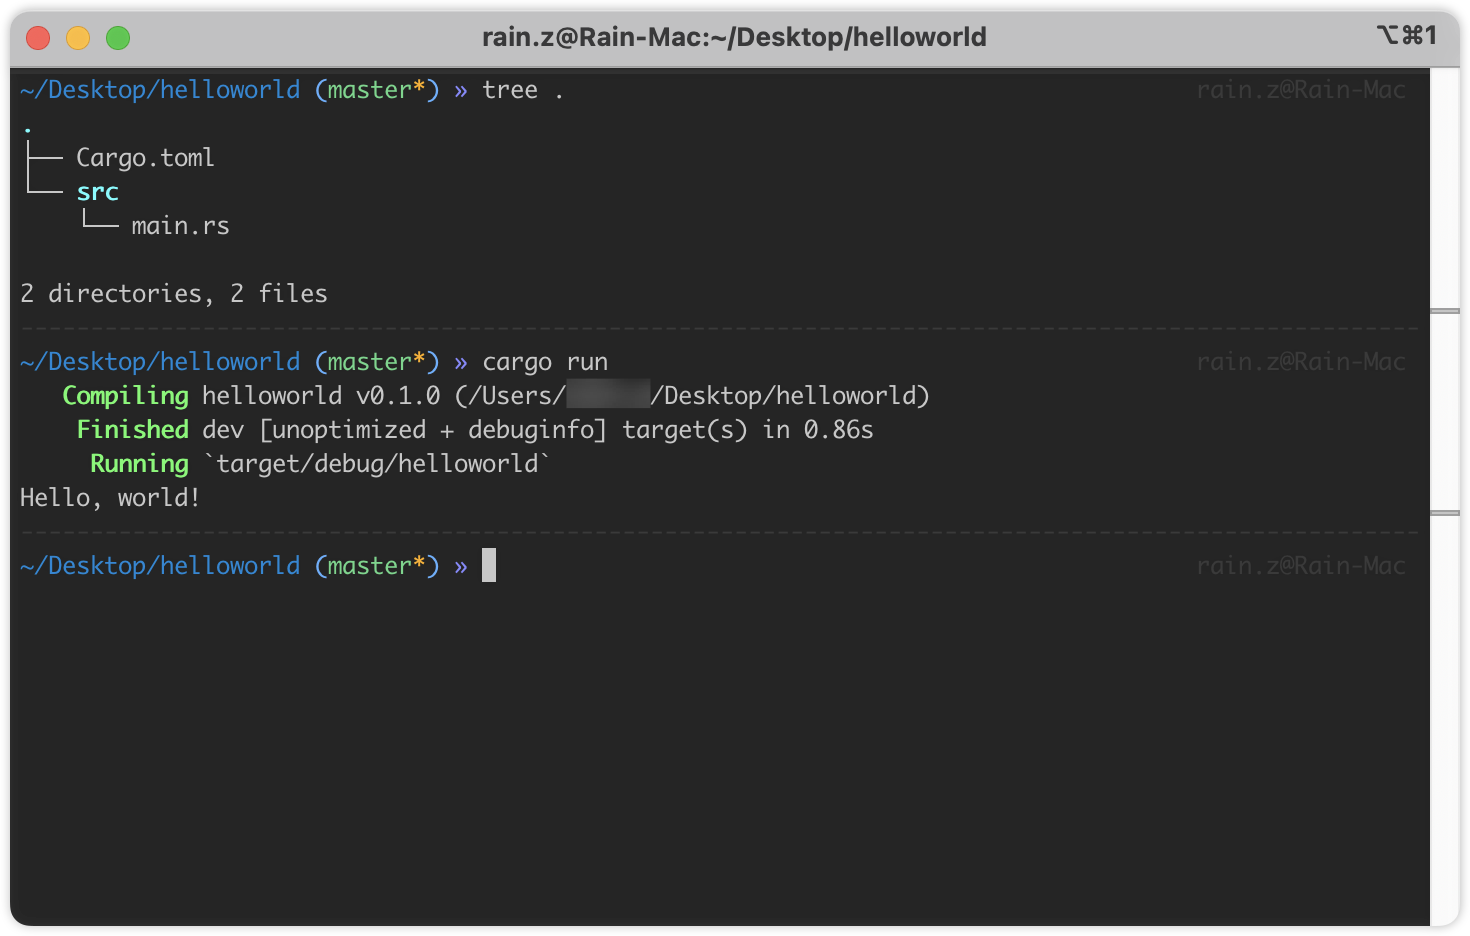 rain.z@Rain-Mac:~/Desktop/helloworld ⌥⌘1
~/Desktop/helloworld (master*) » tree . rain.z@Rain-Mac
.
├── Cargo.toml
└── src
    └── main.rs
2 directories, 2 files
~/Desktop/helloworld (master*) » cargo run rain.z@Rain-Mac
   Compiling helloworld v0.1.0 (/Users/ /Desktop/helloworld)
    Finished dev [unoptimized + debuginfo] target(s) in 0.86s
     Running `target/debug/helloworld`
Hello, world!
~/Desktop/helloworld (master*) » rain.z@Rain-Mac